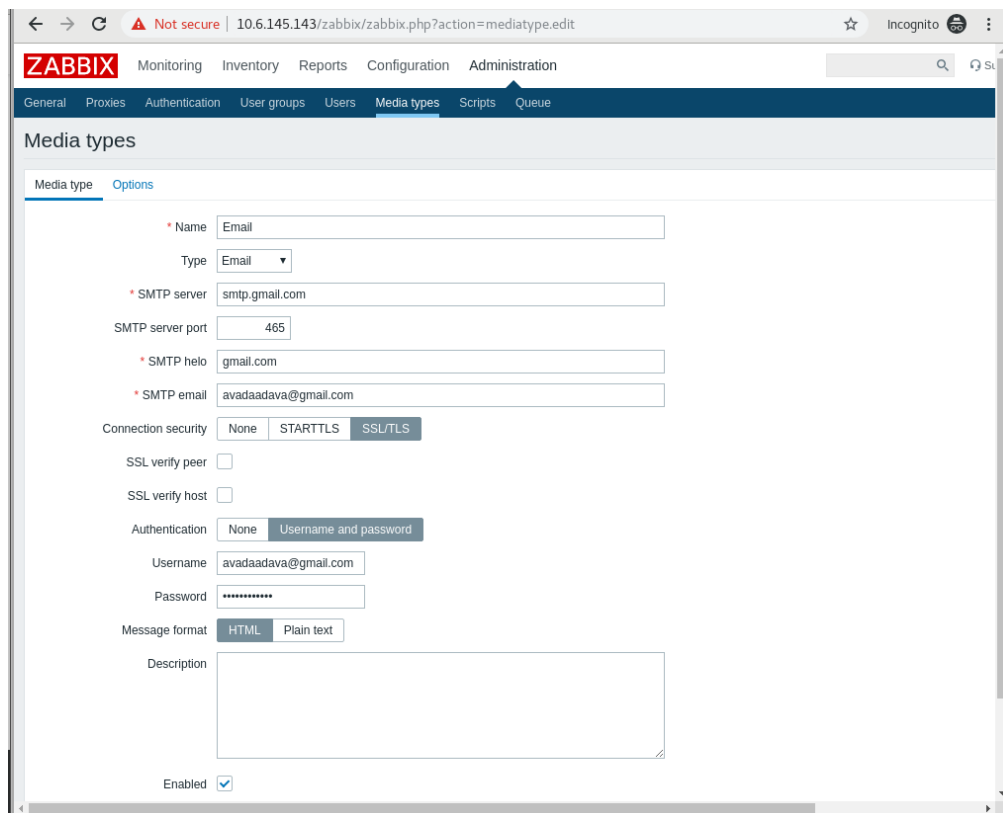 Not secure | 10.6.145.143/zabbix/zabbix.php?action=mediatype.edit Incognito
ZABBIX Monitoring Inventory Reports Configuration Administration Su
General Proxies Authentication User groups Users Media types Scripts Queue
Media types
Media type Options
* Name Email
Type Email
* SMTP server smtp.gmail.com
SMTP server port 465
* SMTP helo gmail.com
* SMTP email avadaadava@gmail.com
Connection security None STARTTLS SSL/TLS
SSL verify peer
SSL verify host
Authentication None Username and password
Username avadaadava@gmail.com
Password ••••••••••••
Message format HTML Plain text
Description
Enabled